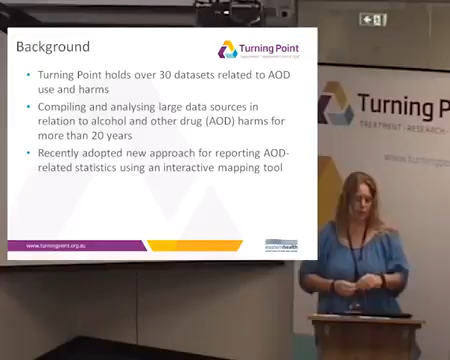 Background
Turning Point
• Turning Point holds over 30 datasets related to AOD
use and harms
• Compiling and analysing large data sources in
relation to alcohol and other drug (AOD) harms for
more than 20 years
• Recently adopted new approach for reporting AOD-
related statistics using an interactive mapping tool
www.turningpoint.org.au
easternhealth
Turning Point
TREATMENT • RESEARCH
www.turningpo